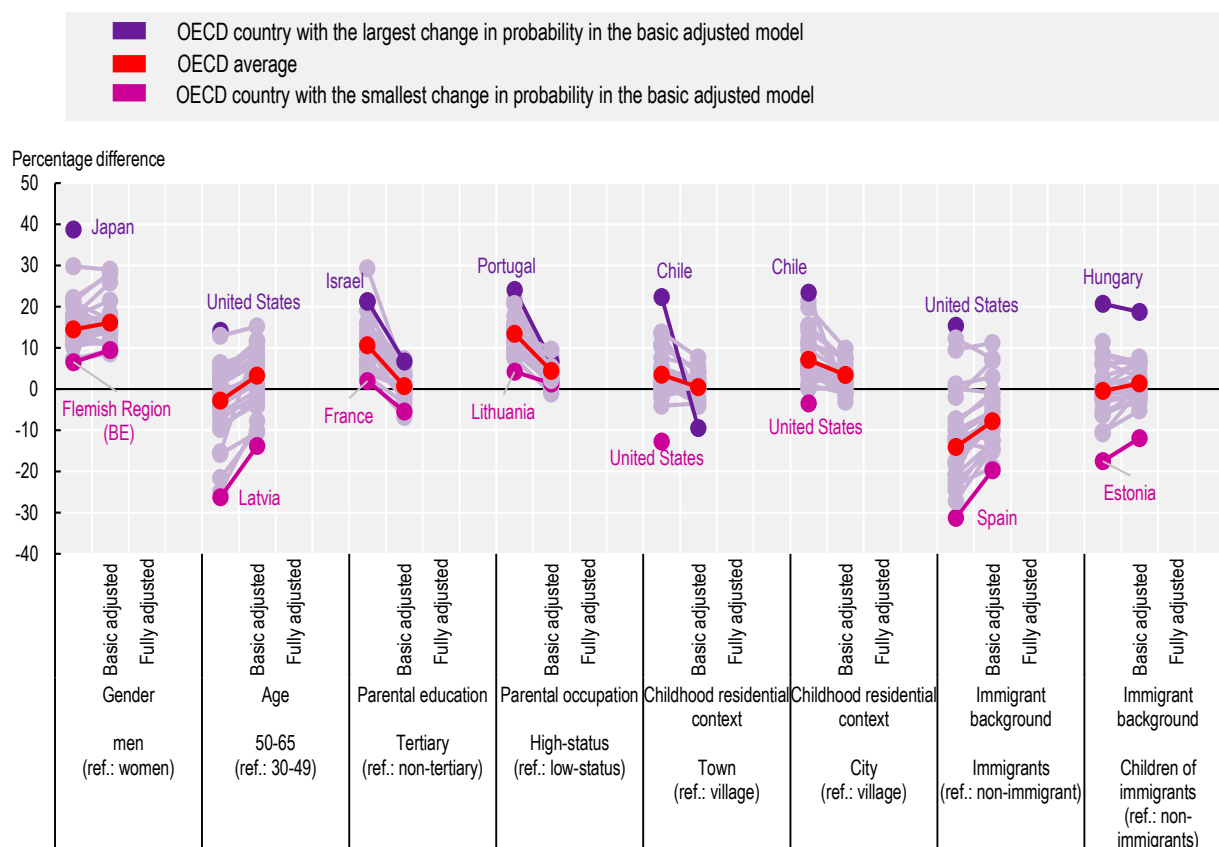 OECD country with the largest change in probability in the basic adjusted model
OECD average
OECD country with the smallest change in probability in the basic adjusted model
Percentage difference
50
40
30
20
10
0
-10
-20
-30
-40
Japan
Flemish Region
(BE)
United States
Latvia
Israel
France
Portugal
Lithuania
Chile
United States
Chile
United States
United States
Spain
Hungary
Estonia
Basic adjusted
Fully adjusted
Basic adjusted
Fully adjusted
Basic adjusted
Fully adjusted
Basic adjusted
Fully adjusted
Basic adjusted
Fully adjusted
Basic adjusted
Fully adjusted
Basic adjusted
Fully adjusted
Basic adjusted
Fully adjusted
Gender
men
(ref.: women)
Age
50-65
(ref.: 30-49)
Parental education
Tertiary
(ref.: non-tertiary)
Parental occupation
High-status
(ref.: low-status)
Childhood residential
context
Town
(ref.: village)
Childhood residential
context
City
(ref.: village)
Immigrant
background
Immigrants
(ref.: non-immigrant)
Immigrant
background
Children of
immigrants
(ref.: non-
immigrants)